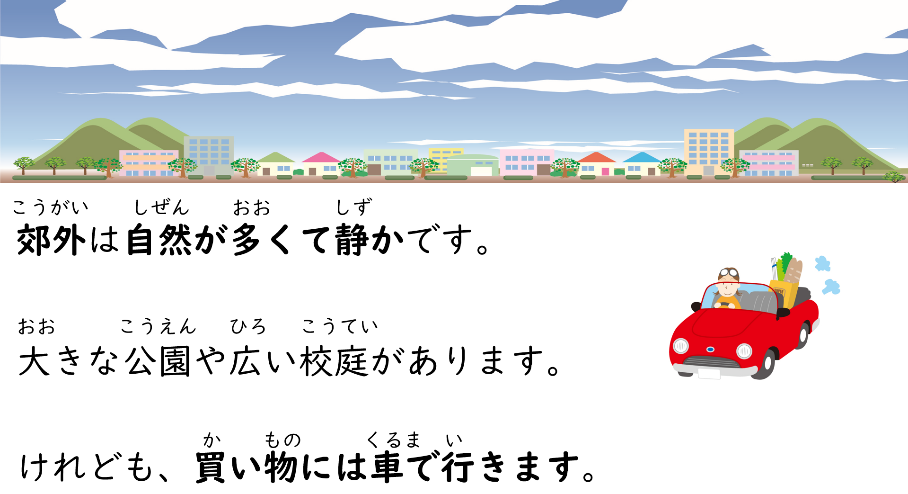 こうがい しぜん おお しず
郊外は自然が多くて静かです。
おお こうえん ひろ こうてい
大きな公園や広い校庭があります。
か もの くるま い
けれども、買い物には車で行きます。